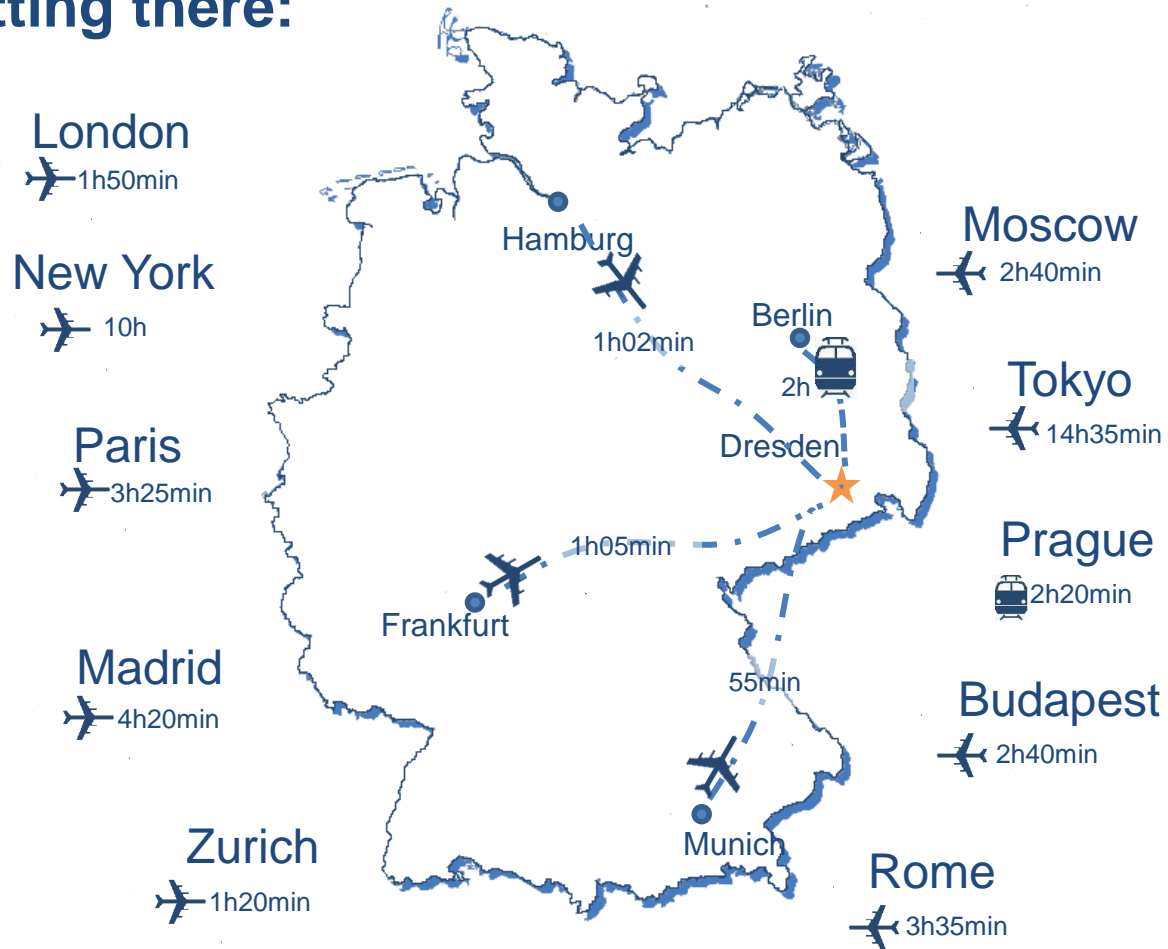 there:
London
1h50min
New York
10h
Paris
3h25min
Madrid
4h20min
Zurich
1h20min
Hamburg
1h02min
Berlin
2h
Dresden
1h05min
Frankfurt
55min
Munich
Moscow
2h40min
Tokyo
14h35min
Prague
2h20min
Budapest
2h40min
Rome
3h35min